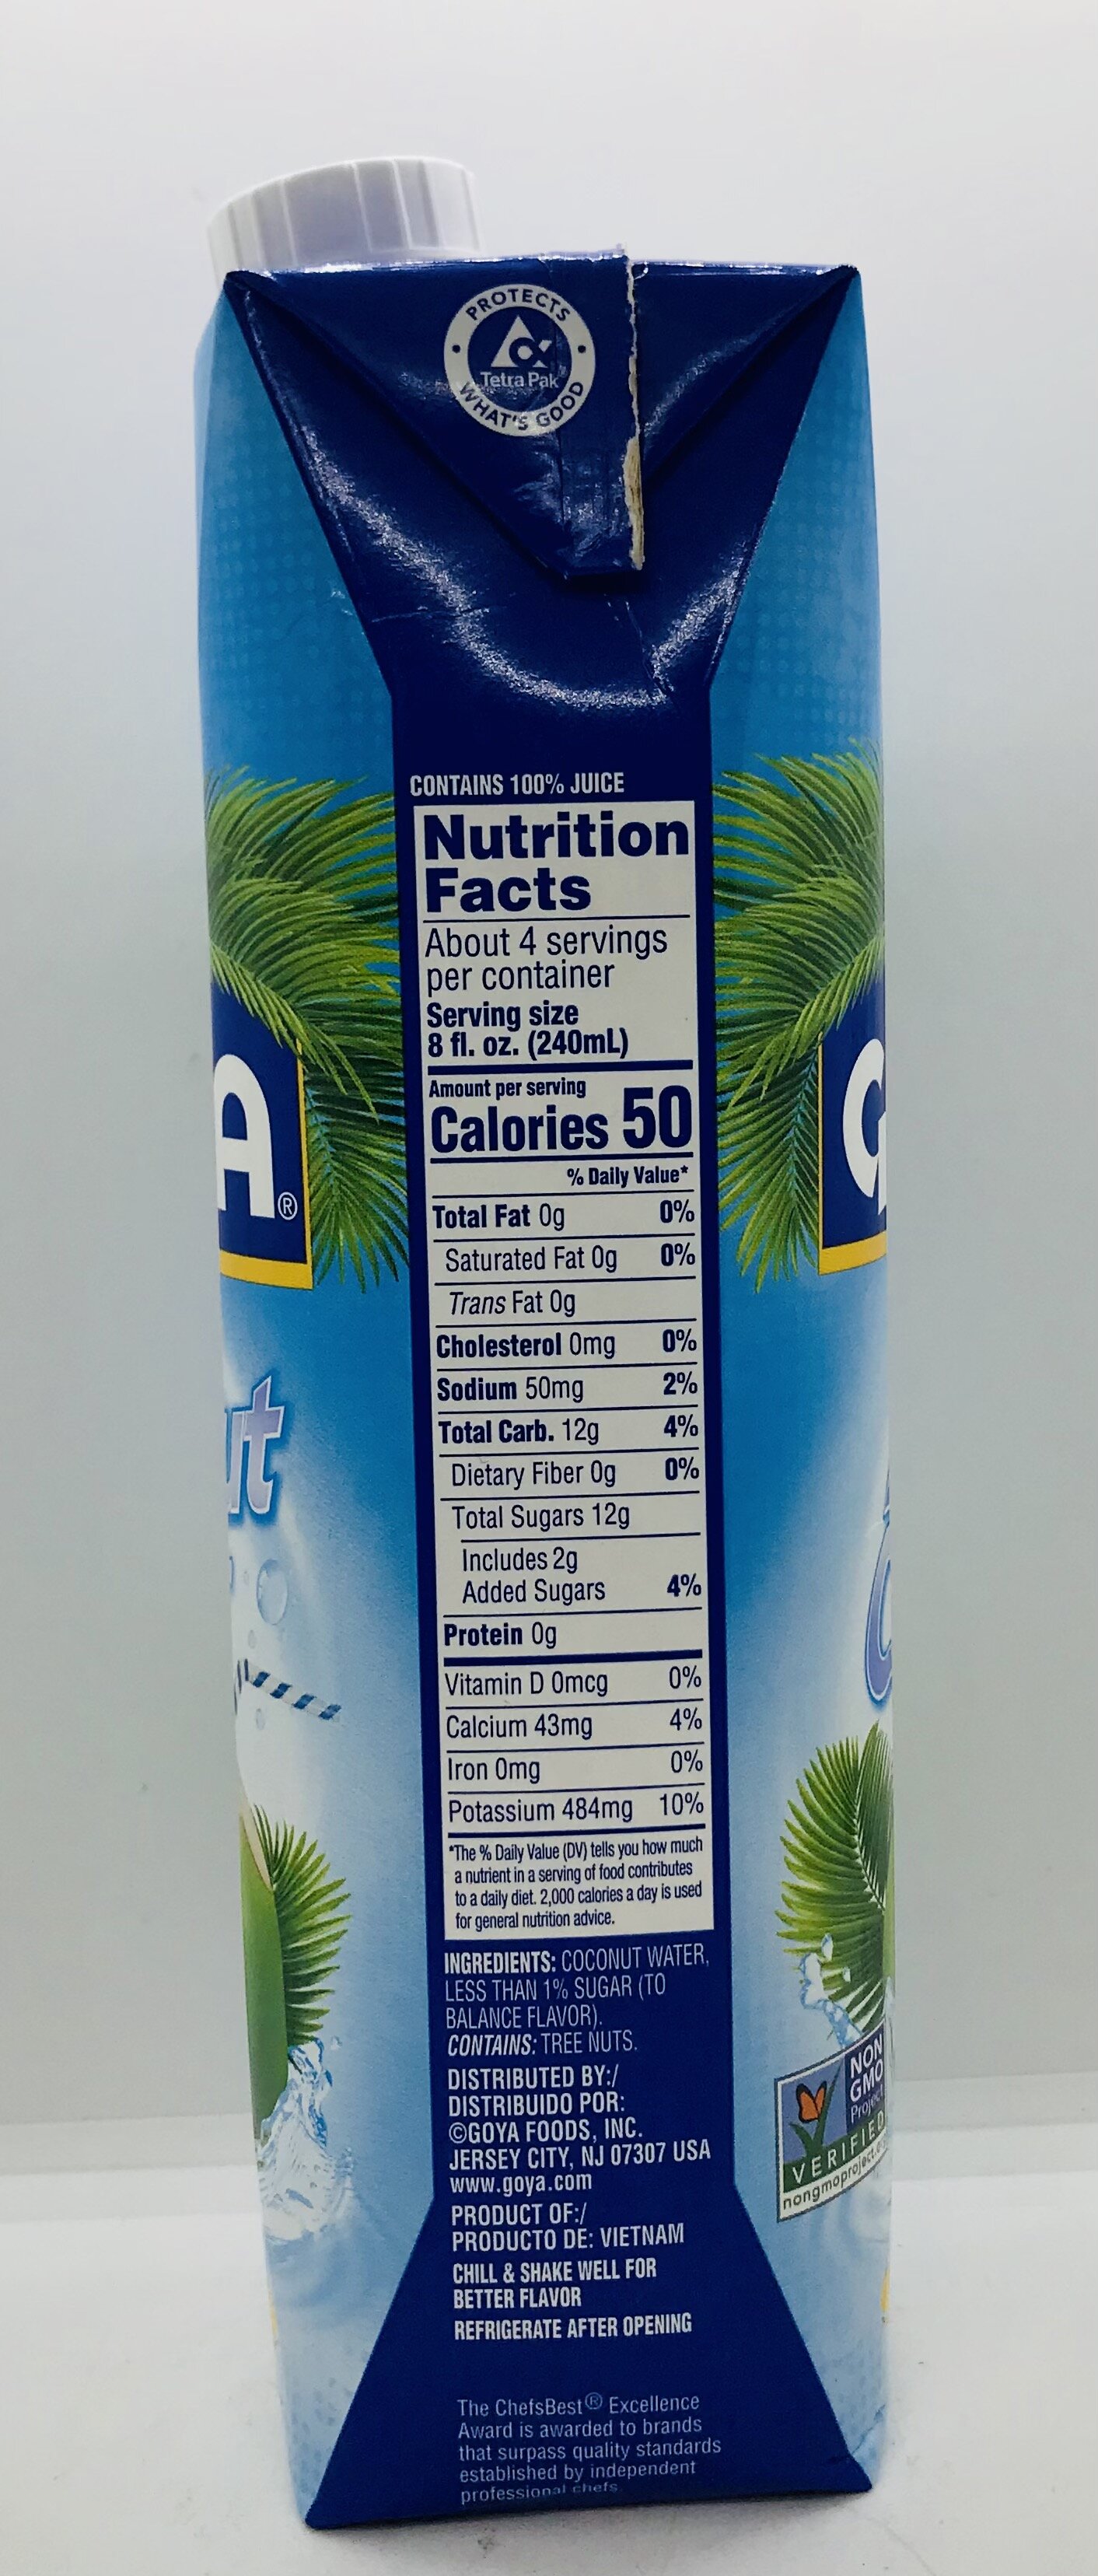 PROTECTS
Tetra Pak
WHAT'S GOOD
CONTAINS 100% JUICE
Nutrition
Facts
About 4 servings
per container
Serving size
8 fl. oz. (240mL)
Amount per serving
Calories 50
% Daily Value*
Total Fat 0g 0%
Saturated Fat 0g 0%
Trans Fat 0g
Cholesterol 0mg 0%
Sodium 50mg 2%
Total Carb. 12g 4%
Dietary Fiber 0g 0%
Total Sugars 12g
Includes 2g
Added Sugars 4%
Protein 0g
Vitamin D 0mcg 0%
Calcium 43mg 4%
Iron 0mg 0%
Potassium 484mg 10%
*The % Daily Value (DV) tells you how much
a nutrient in a serving of food contributes
to a daily diet. 2,000 calories a day is used
for general nutrition advice.
INGREDIENTS: COCONUT WATER,
LESS THAN 1% SUGAR (TO
BALANCE FLAVOR).
CONTAINS: TREE NUTS.
DISTRIBUTED BY:/
DISTRIBUIDO POR:
©GOYA FOODS, INC.
JERSEY CITY, NJ 07307 USA
www.goya.com
PRODUCT OF:/
PRODUCTO DE: VIETNAM
CHILL & SHAKE WELL FOR
BETTER FLAVOR
REFRIGERATE AFTER OPENING
The ChefsBest® Excellence
Award is awarded to brands
that surpass quality standards
established by independent
professional chefs.
A®
ut
G
NON
GMO
Project
VERIFIED
nongmoproject.